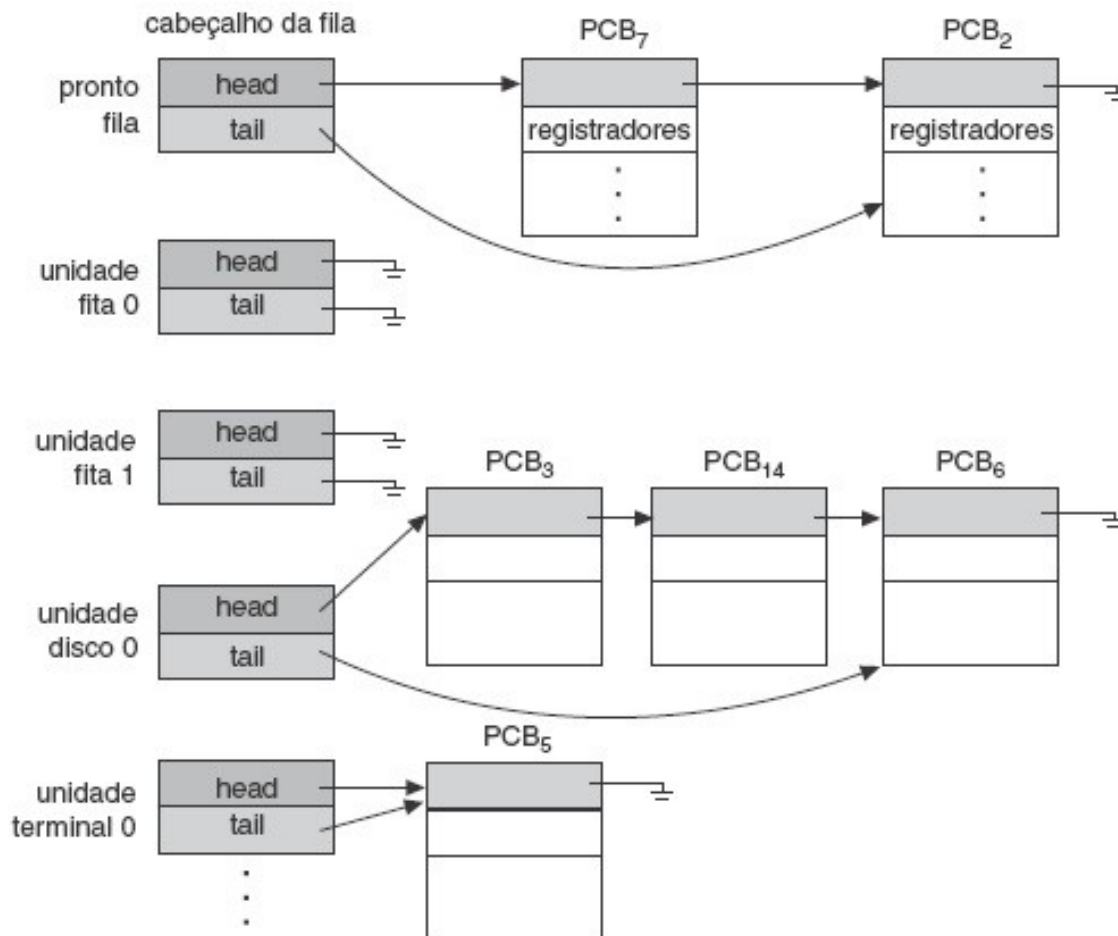 cabeçalho da fila
PCB7
PCB2
pronto
fila
head
tail
registradores
registradores
unidade
fita 0
head
tail
unidade
fita 1
head
tail
PCB3
PCB14
PCB6
unidade
disco 0
head
tail
PCB5
unidade
terminal 0
head
tail